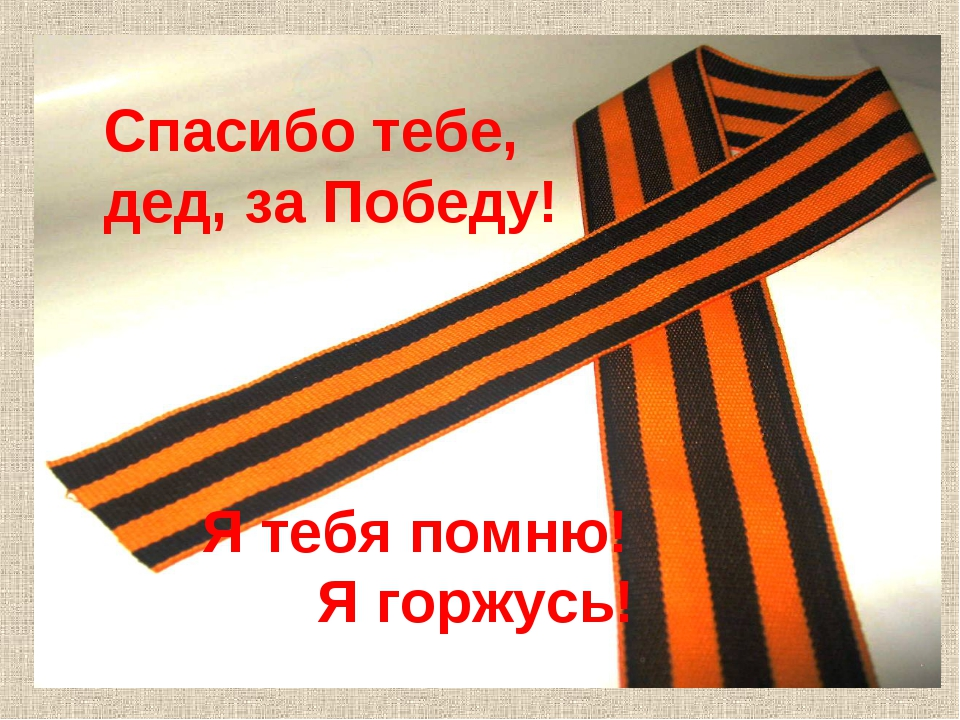 Спасибо тебе,
дед, за Победу!
Я тебя помню!
Я горжусь!